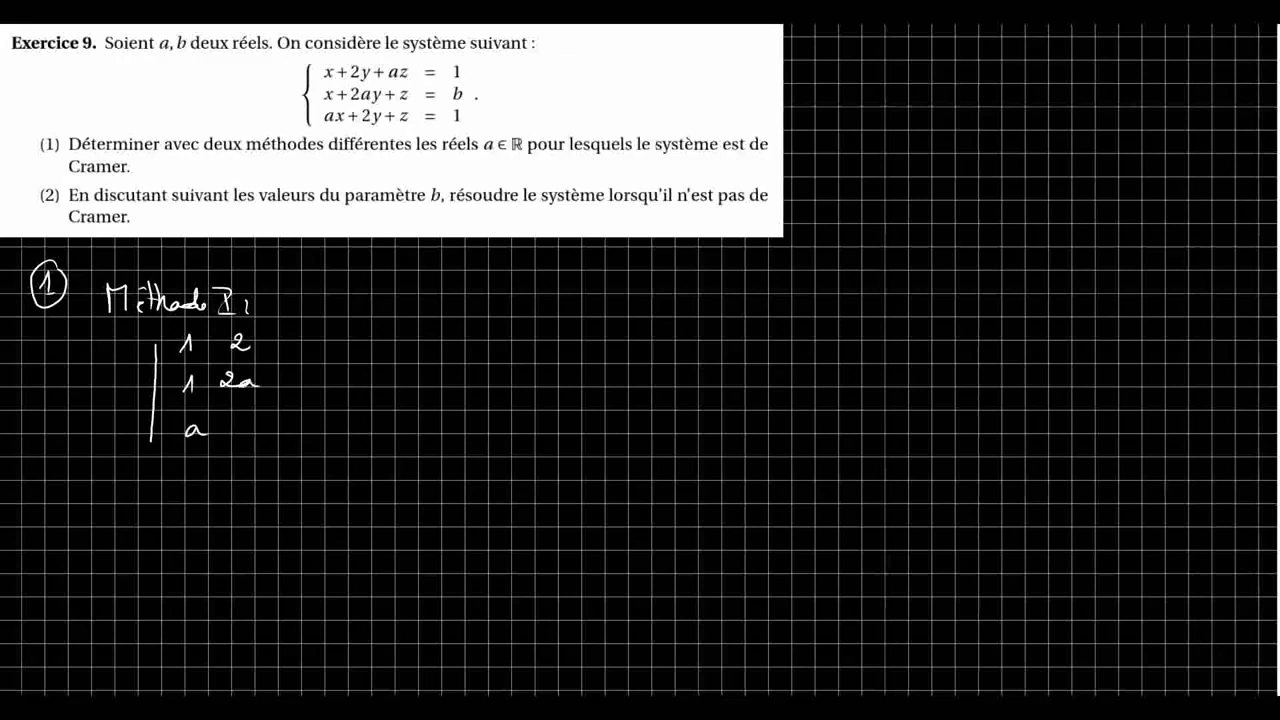 Exercice 9. Soient a, b deux réels. On considère le système suivant :
x + 2y + az = 1
x + 2ay + z = b .
ax + 2y + z = 1
(1) Déterminer avec deux méthodes différentes les réels a ∈ ℝ pour lesquels le système est de
Cramer.
(2) En discutant suivant les valeurs du paramètre b, résoudre le système lorsqu'il n'est pas de
Cramer.
1 Méthode I :
1 2
1 2a
a